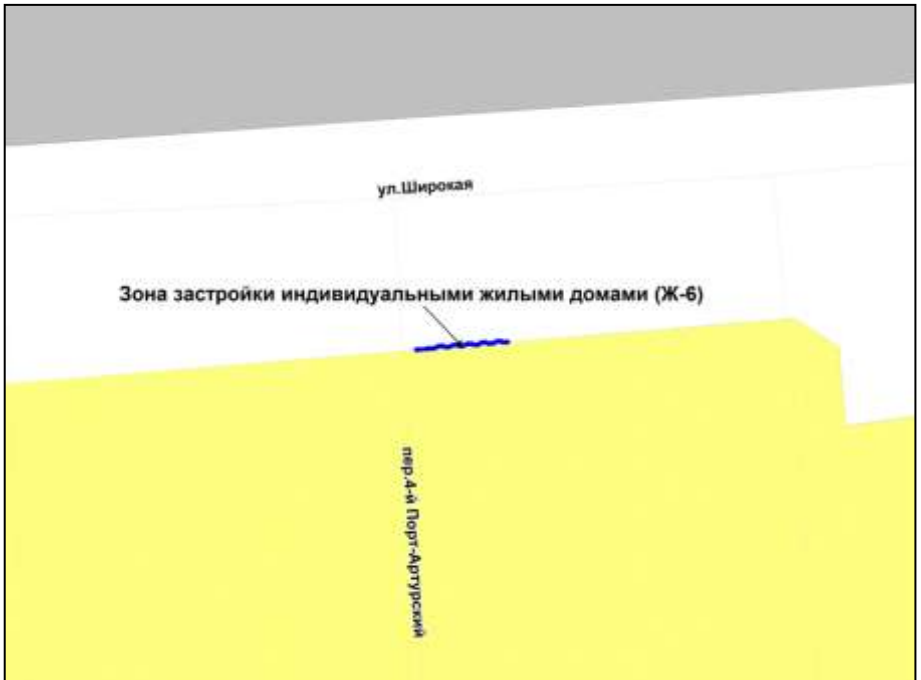 ул.Широкая
Зона застройки индивидуальными жилыми домами (Ж-6)
пер.4-й Порт-Артурский